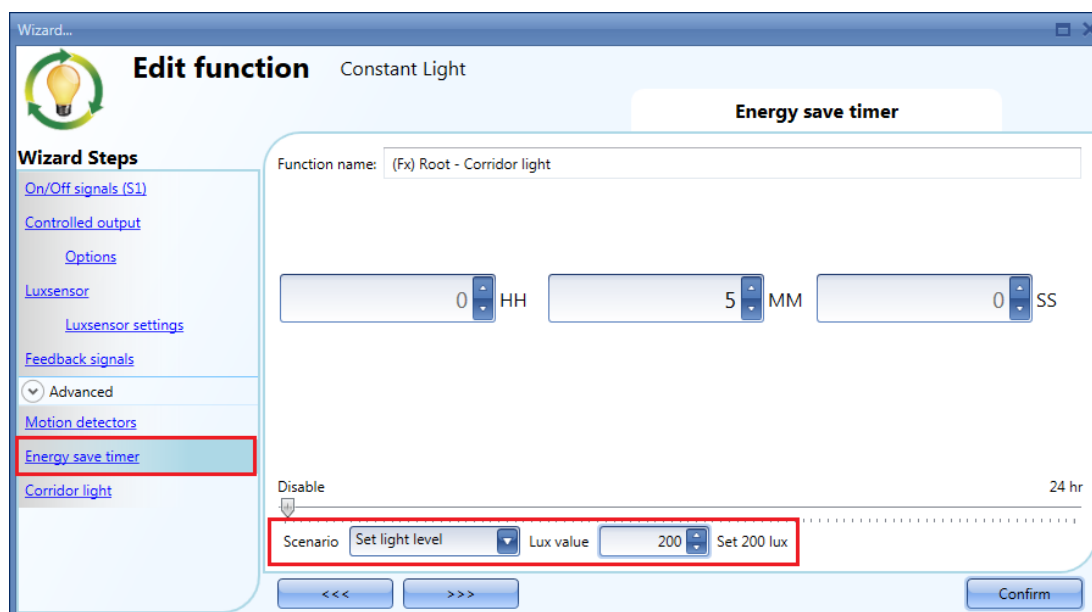 Wizard...
Edit function Constant Light
Energy save timer
Wizard Steps
On/Off signals (S1)
Controlled output
Options
Luxsensor
Luxsensor settings
Feedback signals
Advanced
Motion detectors
Energy save timer
Corridor light
Function name: (Fx) Root - Corridor light
0 HH 5 MM 0 SS
Disable 24 hr
Scenario Set light level Lux value 200 Set 200 lux
<<< >>> Confirm